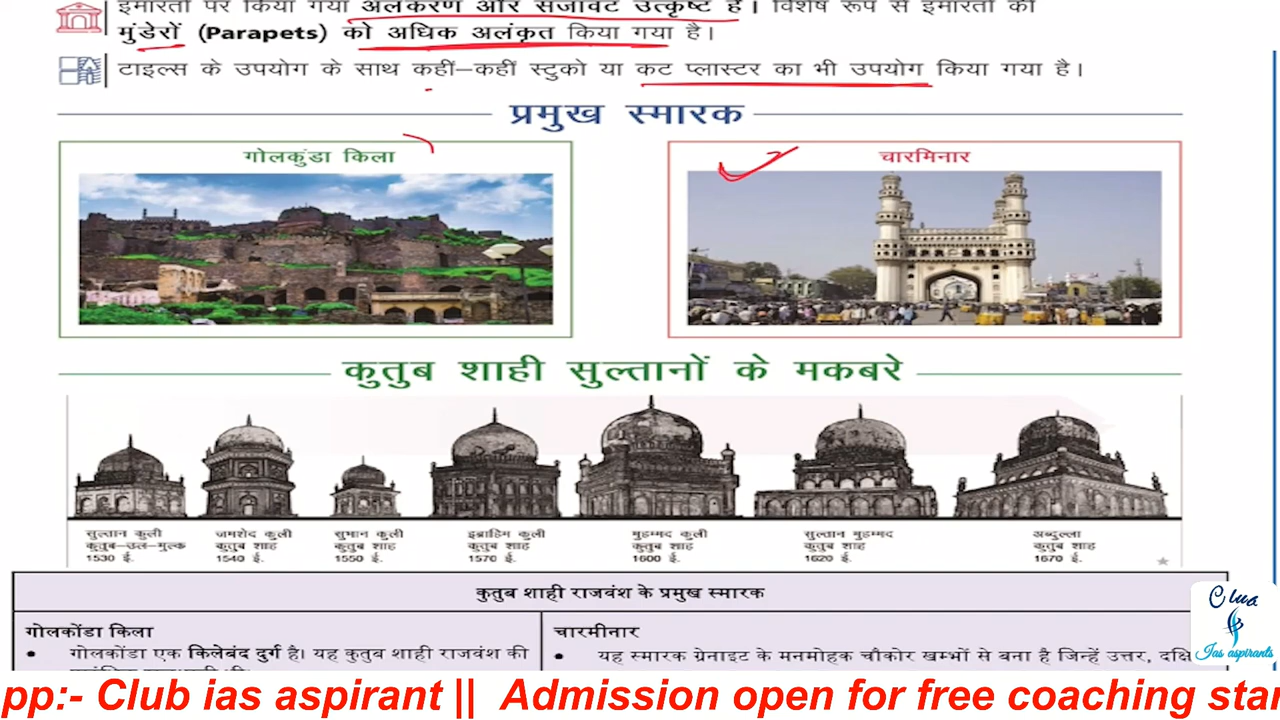 इमारतों पर किया गया अलंकरण और सजावट उत्कृष्ट है। विशेष रूप से इमारतों की
मुंडेरों (Parapets) को अधिक अलंकृत किया गया है।
टाइल्स के उपयोग के साथ कहीं–कहीं स्टुको या कट प्लास्टर का भी उपयोग किया गया है।
प्रमुख स्मारक
गोलकुंडा किला
चारमिनार
कुतुब शाही सुल्तानों के मकबरे
सुल्तान कुली
कुतुब-उल-मुल्क
1530 ई.
जमशेद कुली
कुतुब शाह
1540 ई.
सुभान कुली
कुतुब शाह
1550 ई.
इब्राहिम कुली
कुतुब शाह
1570 ई.
मुहम्मद कुली
कुतुब शाह
1600 ई.
सुल्तान मुहम्मद
कुतुब शाह
1620 ई.
अब्दुल्ला
कुतुब शाह
1670 ई.
कुतुब शाही राजवंश के प्रमुख स्मारक
गोलकोंडा किला
• गोलकोंडा एक किलेबंद दुर्ग है। यह कुतुब शाही राजवंश की
चारमीनार
• यह स्मारक ग्रेनाइट के मनमोहक चौकोर खम्भों से बना है जिन्हें उत्तर, दक्षि
Club
Ias aspirants
pp:- Club ias aspirant || Admission open for free coaching star